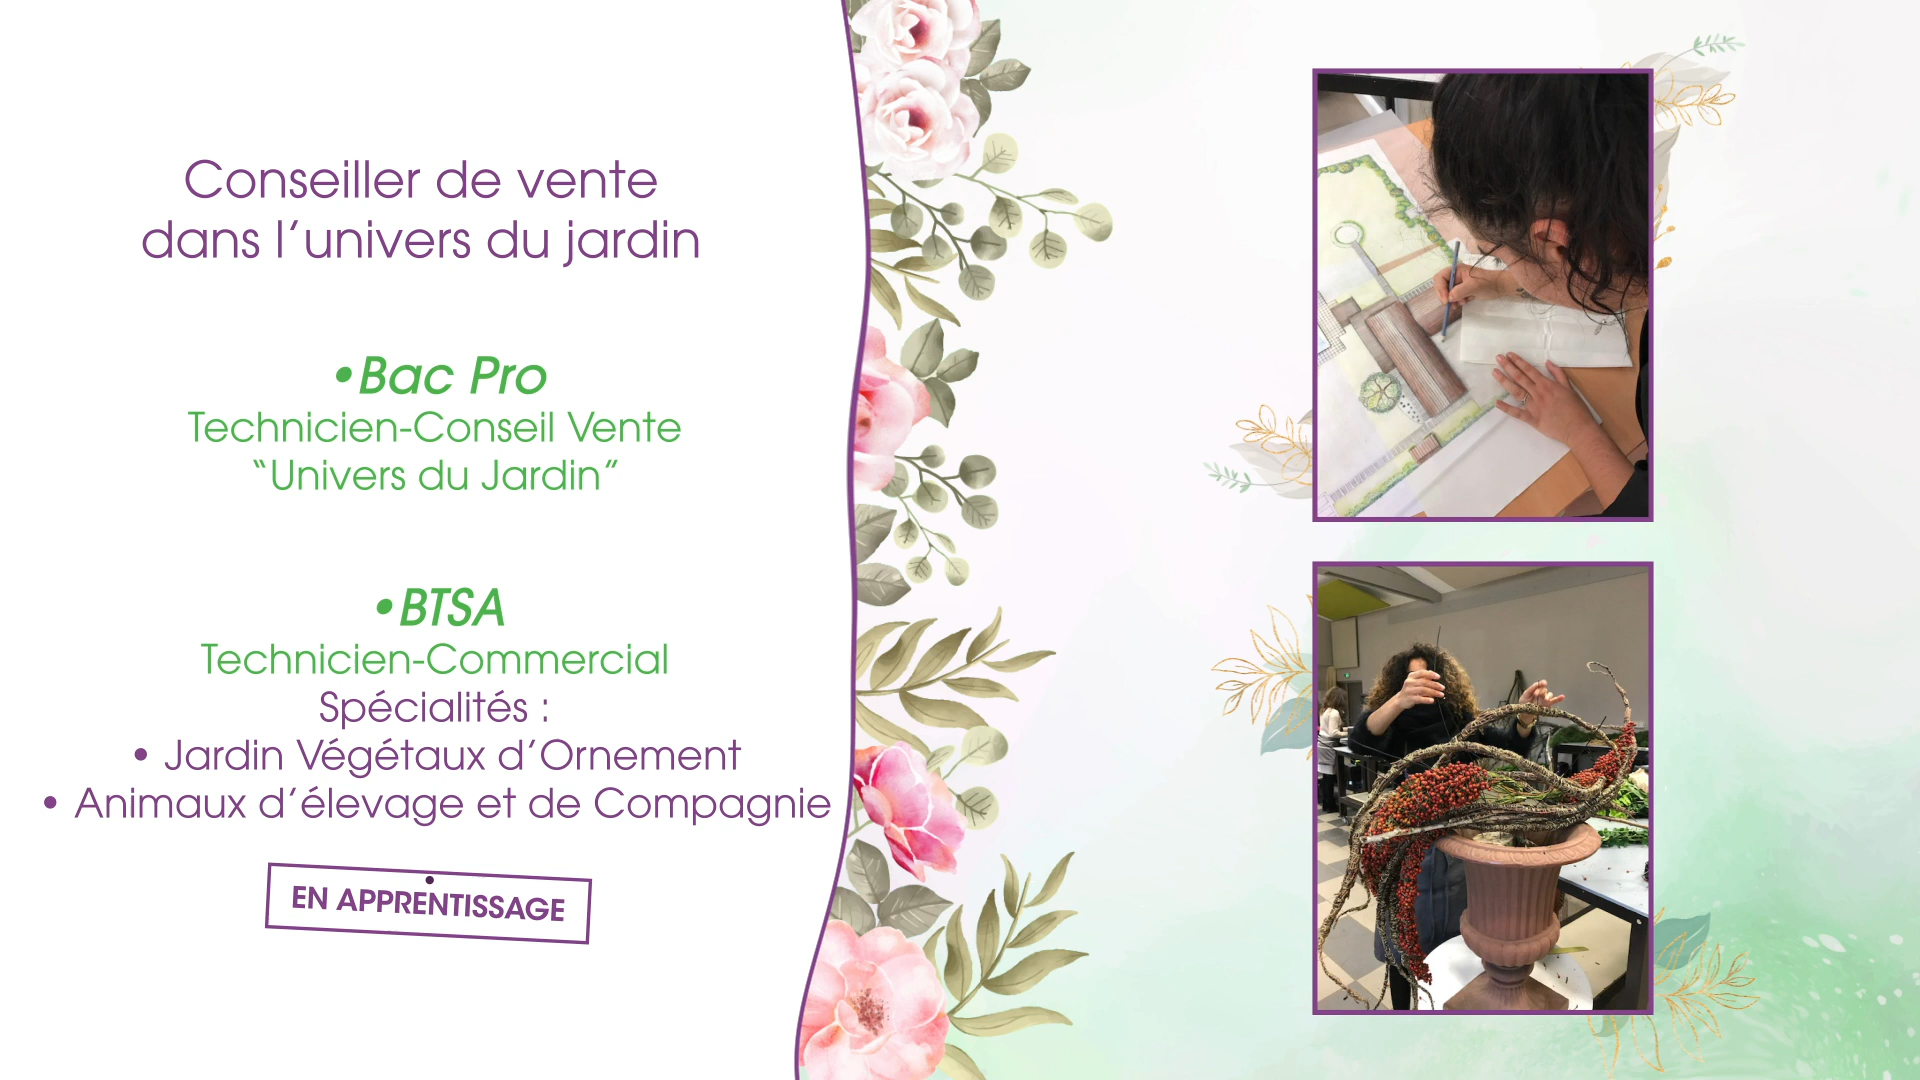 Conseiller de vente
dans l’univers du jardin
•Bac Pro
Technicien-Conseil Vente
“Univers du Jardin”
•BTSA
Technicien-Commercial
Spécialités :
• Jardin Végétaux d’Ornement
• Animaux d’élevage et de Compagnie
EN APPRENTISSAGE